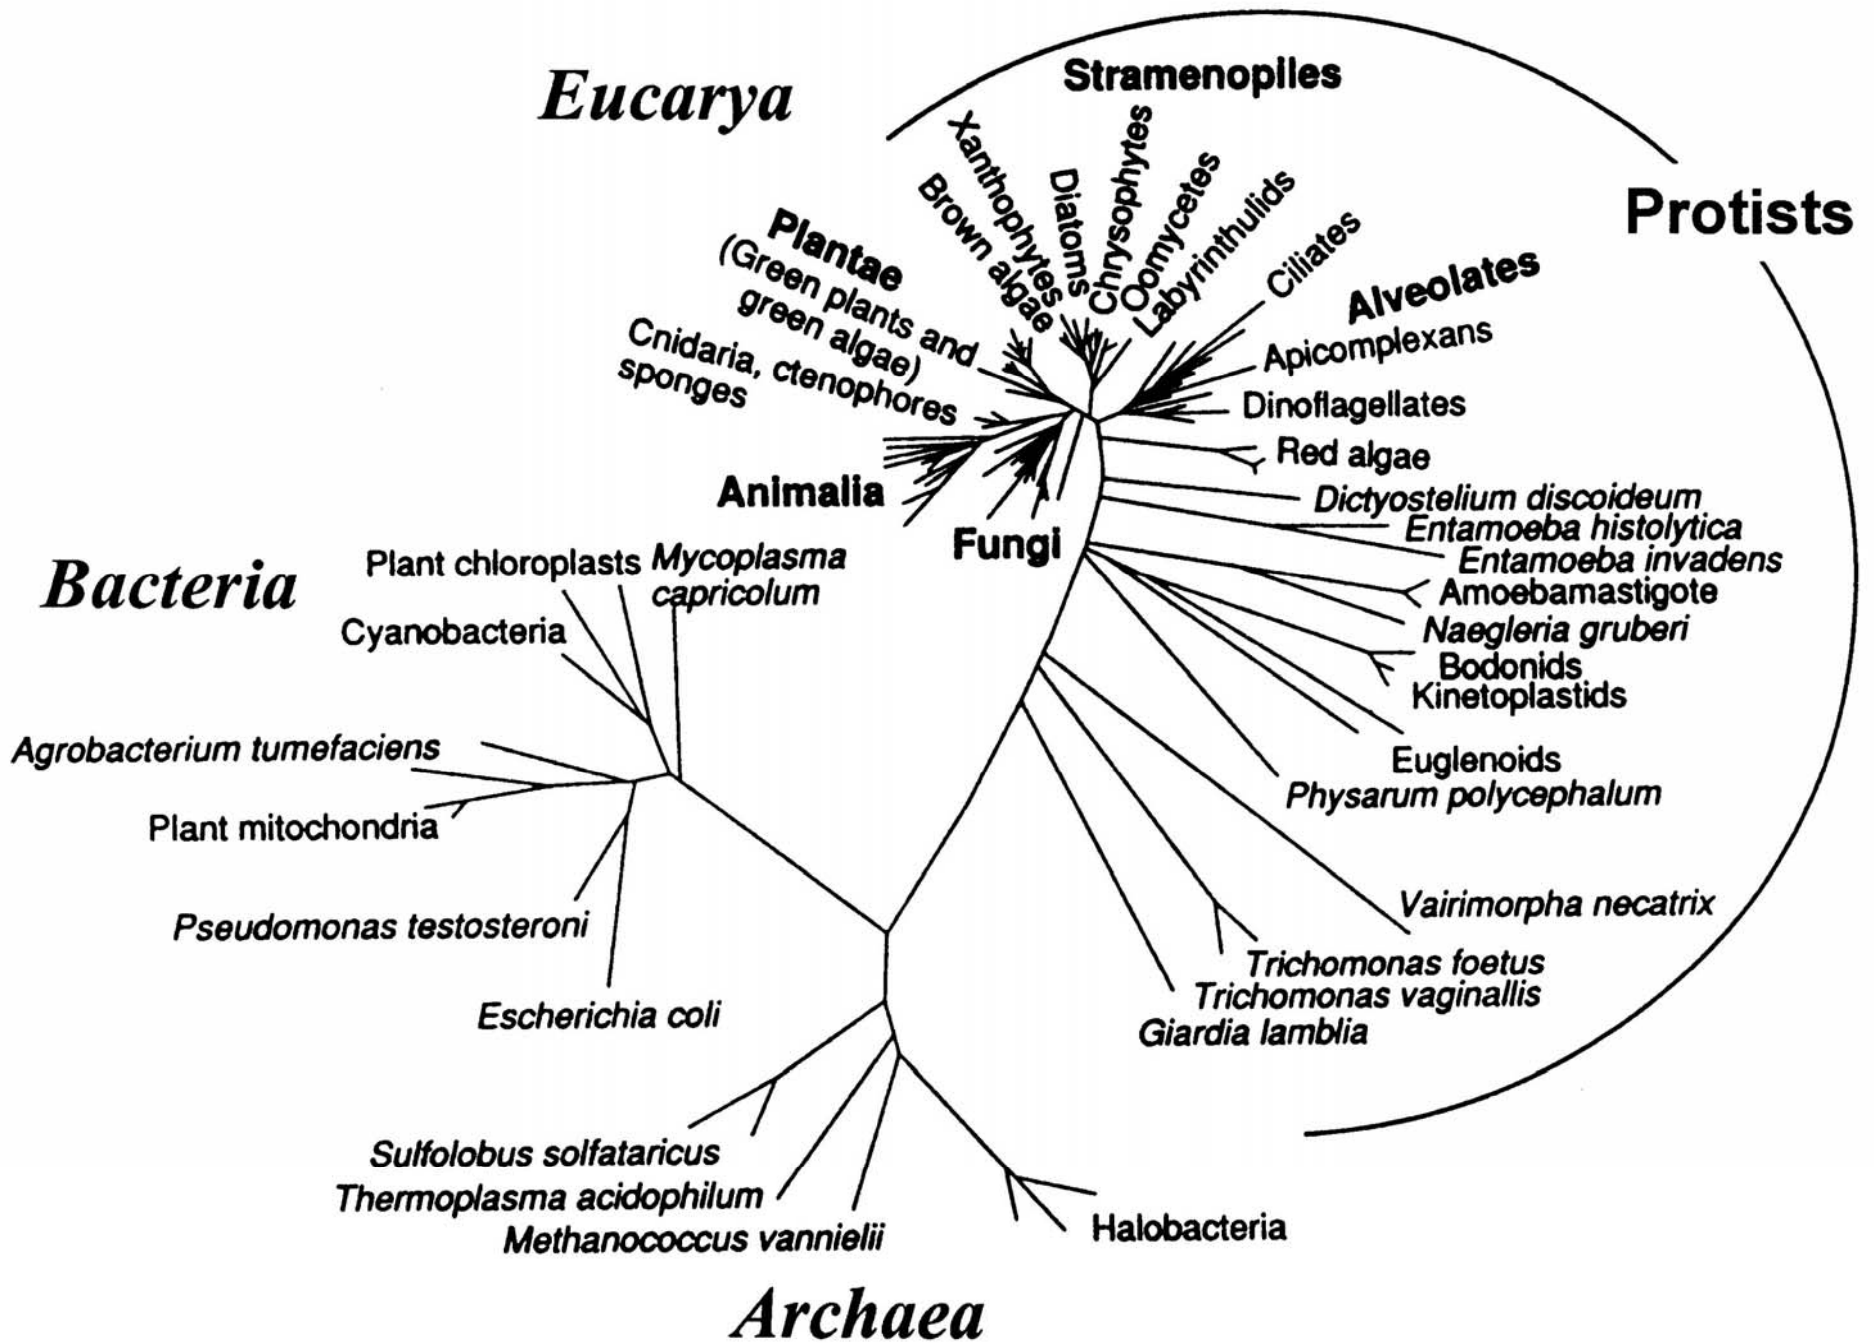 Eucarya
Stramenopiles
Protists
Xanthophytes
Brown algae
Diatoms
Chrysophytes
Oomycetes
Labyrinthulids
Ciliates
Alveolates
Apicomplexans
Dinoflagellates
Plantae
(Green plants and
green algae)
Cnidaria, ctenophores
sponges
Animalia
Fungi
Red algae
Dictyostelium discoideum
Entamoeba histolytica
Entamoeba invadens
Amoebamastigote
Naegleria gruberi
Bodonids
Kinetoplastids
Euglenoids
Physarum polycephalum
Vairimorpha necatrix
Trichomonas foetus
Trichomonas vaginallis
Giardia lamblia
Bacteria
Plant chloroplasts
Mycoplasma
capricolum
Cyanobacteria
Agrobacterium tumefaciens
Plant mitochondria
Pseudomonas testosteroni
Escherichia coli
Sulfolobus solfataricus
Thermoplasma acidophilum
Methanococcus vannielii
Halobacteria
Archaea